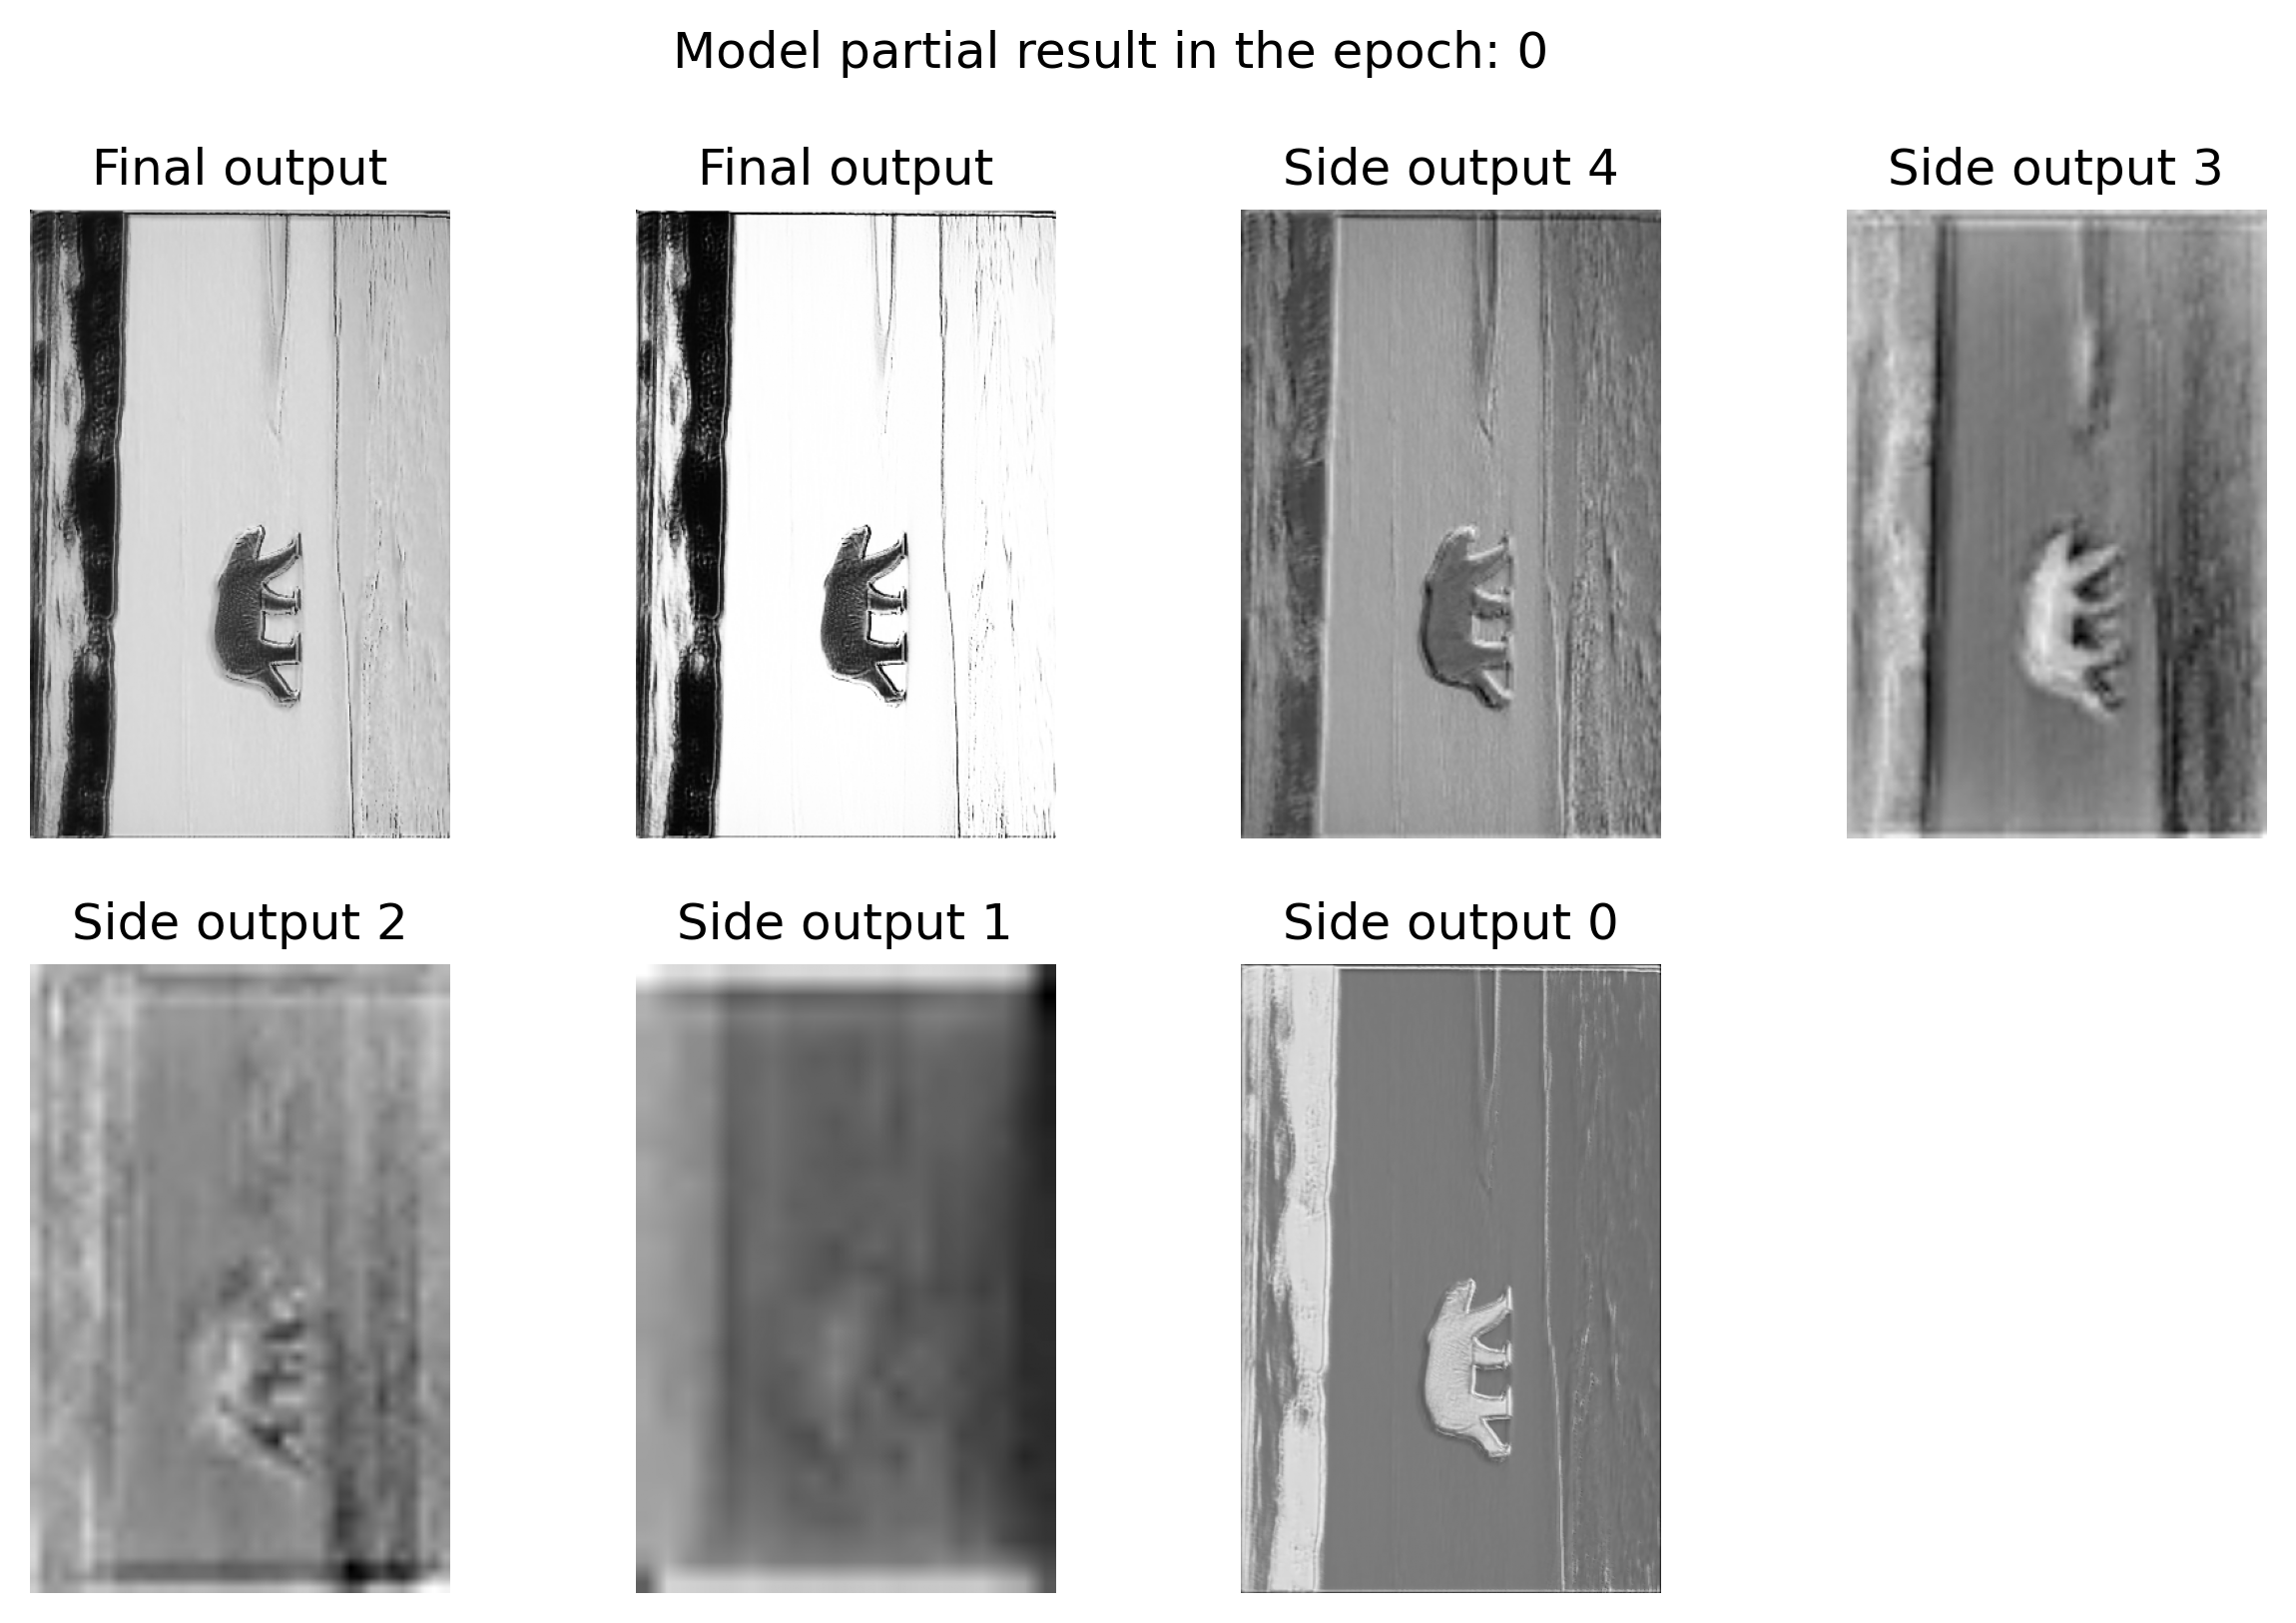 Model partial result in the epoch: 0
Final output
Final output
Side output 4
Side output 3
Side output 2
Side output 1
Side output 0